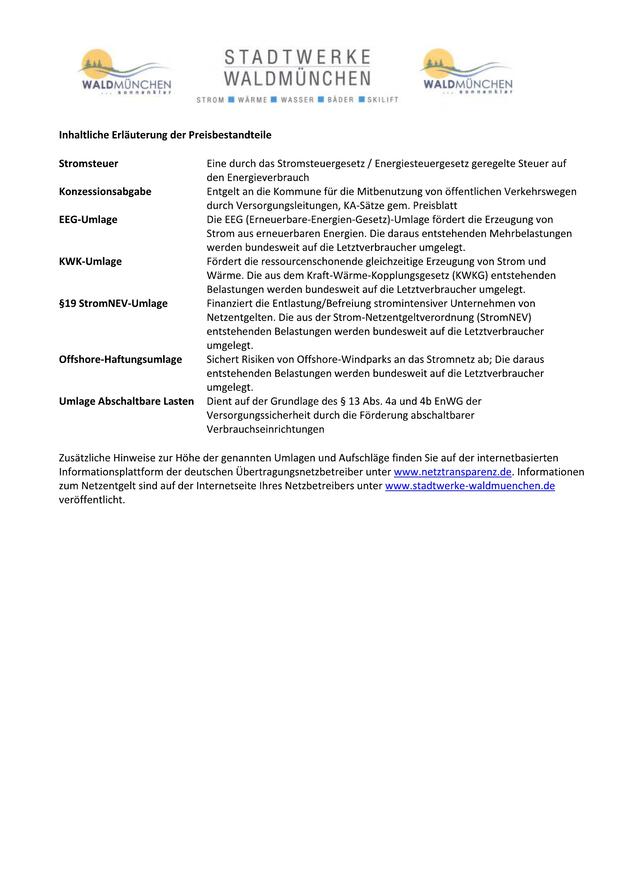 WALDMÜNCHEN
... sonnenklar
STADTWERKE
WALDMÜNCHEN
STROM ■ WÄRME ■ WASSER ■ BÄDER ■ SKILIFT
WALDMÜNCHEN
... sonnenklar
Inhaltliche Erläuterung der Preisbestandteile
Stromsteuer Eine durch das Stromsteuergesetz / Energiesteuergesetz geregelte Steuer auf
den Energieverbrauch
Konzessionsabgabe Entgelt an die Kommune für die Mitbenutzung von öffentlichen Verkehrswegen
durch Versorgungsleitungen, KA-Sätze gem. Preisblatt
EEG-Umlage Die EEG (Erneuerbare-Energien-Gesetz)-Umlage fördert die Erzeugung von
Strom aus erneuerbaren Energien. Die daraus entstehenden Mehrbelastungen
werden bundesweit auf die Letztverbraucher umgelegt.
KWK-Umlage Fördert die ressourcenschonende gleichzeitige Erzeugung von Strom und
Wärme. Die aus dem Kraft-Wärme-Kopplungsgesetz (KWKG) entstehenden
Belastungen werden bundesweit auf die Letztverbraucher umgelegt.
§19 StromNEV-Umlage Finanziert die Entlastung/Befreiung stromintensiver Unternehmen von
Netzentgelten. Die aus der Strom-Netzentgeltverordnung (StromNEV)
entstehenden Belastungen werden bundesweit auf die Letztverbraucher
umgelegt.
Offshore-Haftungsumlage Sichert Risiken von Offshore-Windparks an das Stromnetz ab; Die daraus
entstehenden Belastungen werden bundesweit auf die Letztverbraucher
umgelegt.
Umlage Abschaltbare Lasten Dient auf der Grundlage des § 13 Abs. 4a und 4b EnWG der
Versorgungssicherheit durch die Förderung abschaltbarer
Verbrauchseinrichtungen
Zusätzliche Hinweise zur Höhe der genannten Umlagen und Aufschläge finden Sie auf der internetbasierten
Informationsplattform der deutschen Übertragungsnetzbetreiber unter www.netztransparenz.de. Informationen
zum Netzentgelt sind auf der Internetseite Ihres Netzbetreibers unter www.stadtwerke-waldmuenchen.de
veröffentlicht.